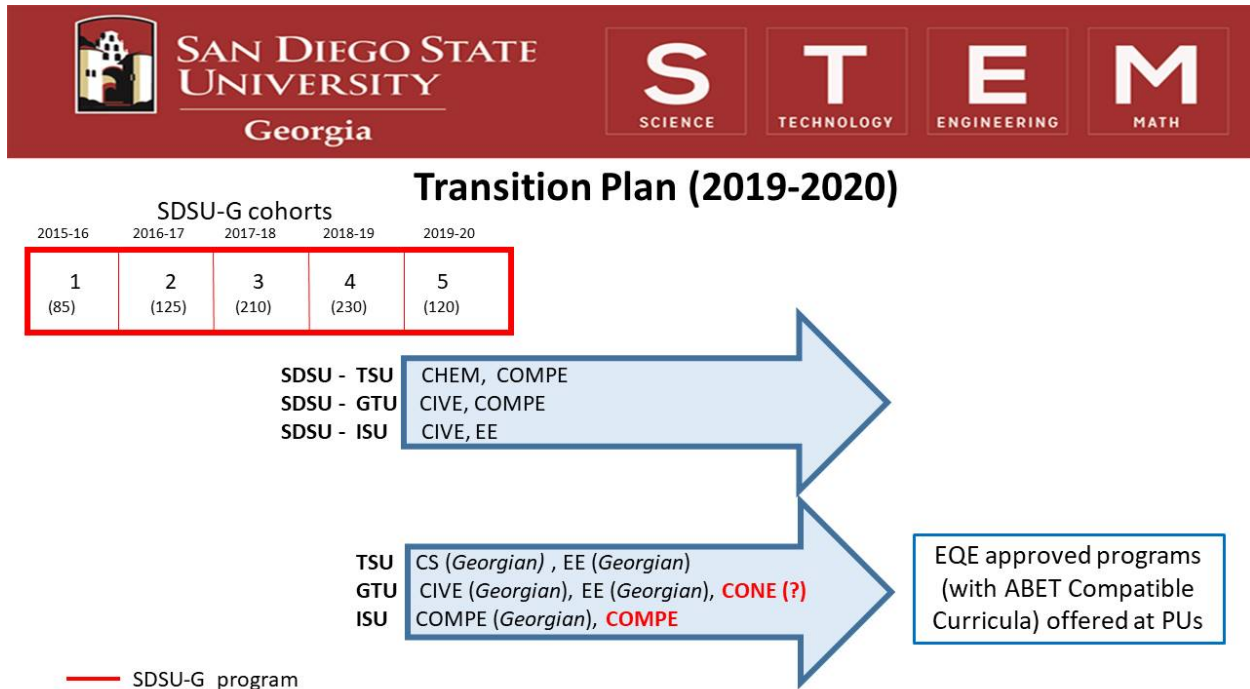 SAN DIEGO STATE
UNIVERSITY
Georgia
S T E M
SCIENCE TECHNOLOGY ENGINEERING MATH
Transition Plan (2019-2020)
SDSU-G cohorts
2015-16 2016-17 2017-18 2018-19 2019-20
1 2 3 4 5
(85) (125) (210) (230) (120)
SDSU - TSU CHEM, COMPE
SDSU - GTU CIVE, COMPE
SDSU - ISU CIVE, EE
TSU CS (Georgian) , EE (Georgian)
GTU CIVE (Georgian), EE (Georgian), CONE (?)
ISU COMPE (Georgian), COMPE
EQE approved programs
(with ABET Compatible
Curricula) offered at PUs
SDSU-G program